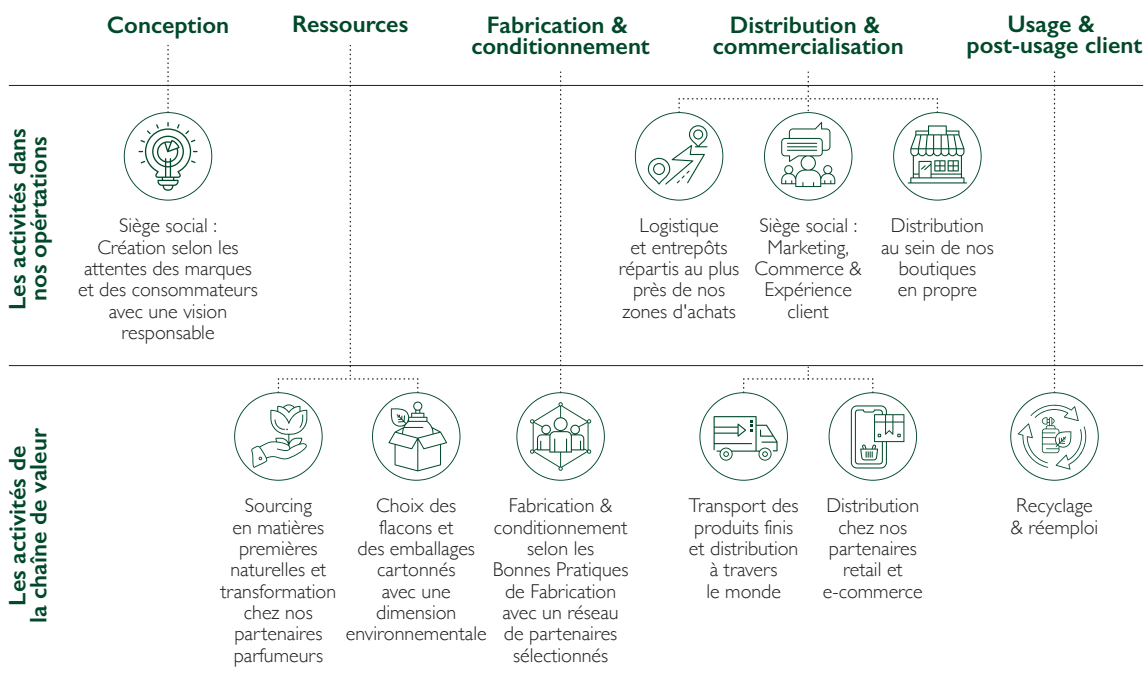 Conception
Ressources
Fabrication &
conditionnement
Distribution &
commercialisation
Usage &
post-usage client
Les activités dans
nos opértations
Siège social :
Création selon les
attentes des marques
et des consommateurs
avec une vision
responsable
Logistique
et entrepôts
répartis au plus
près de nos
zones d'achats
Siège social :
Marketing,
Commerce &
Expérience
client
Distribution
au sein de nos
boutiques
en propre
Les activités de
la chaîne de valeur
Sourcing
en matières
premières
naturelles et
transformation
chez nos
partenaires
parfumeurs
Choix des
flacons et
des emballages
cartonnés
avec une
dimension
environnementale
Fabrication &
conditionnement
selon les
Bonnes Pratiques
de Fabrication
avec un réseau
de partenaires
sélectionnés
Transport des
produits finis
et distribution
à travers
le monde
Distribution
chez nos
partenaires
retail et
e-commerce
Recyclage
& réemploi